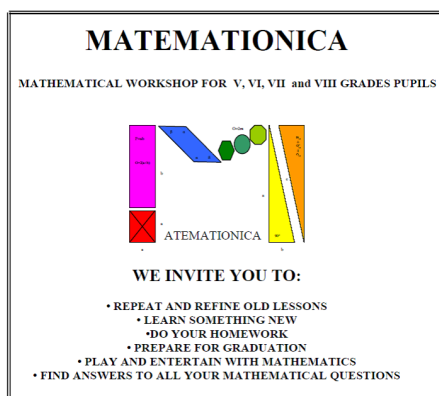 MATEMATIONICA
MATHEMATICAL WORKSHOP FOR V, VI, VII and VIII GRADES PUPILS
ATEMATIONICA
WE INVITE YOU TO:
• REPEAT AND REFINE OLD LESSONS
• LEARN SOMETHING NEW
•DO YOUR HOMEWORK
•PREPARE FOR GRADUATION
• PLAY AND ENTERTAIN WITH MATHEMATICS
• FIND ANSWERS TO ALL YOUR MATHEMATICAL QUESTIONS